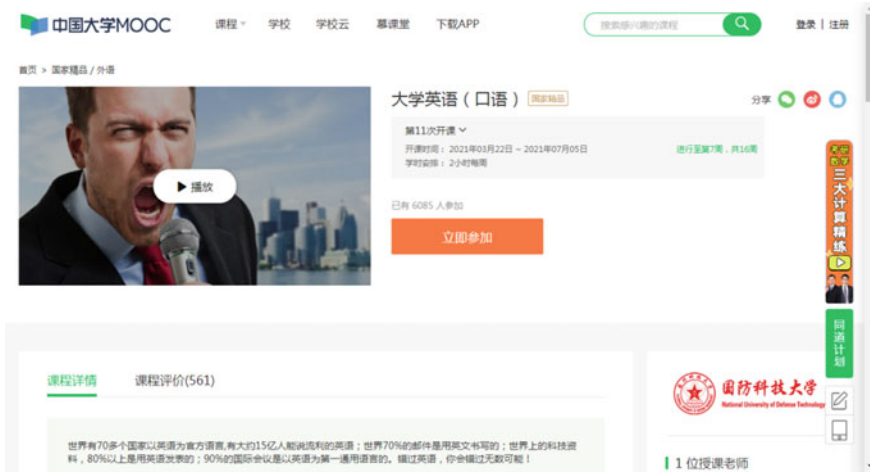 中国大学MOOC 课程 学校 学校云 慕课堂 下载APP 搜索感兴趣的课程 登录 | 注册
首页 > 国家精品 / 外语
大学英语（口语） 国家精品 分享
第11次开课
开课时间： 2021年03月22日 ~ 2021年07月05日 进行至第7周，共16周
学时安排： 2小时每周
播放
已有 6085 人参加
立即参加
考研数学三大计算精练
同道计划
课程详情 课程评价(561)
国防科技大学
National University of Defense Technology
世界有70多个国家以英语为官方语言,有大约15亿人能说流利的英语；世界70%的邮件是用英文书写的；世界上的科技资
料，80%以上是用英语发表的；90%的国际会议是以英语为第一通用语言的。错过英语，你会错过无数可能！
1 位授课老师